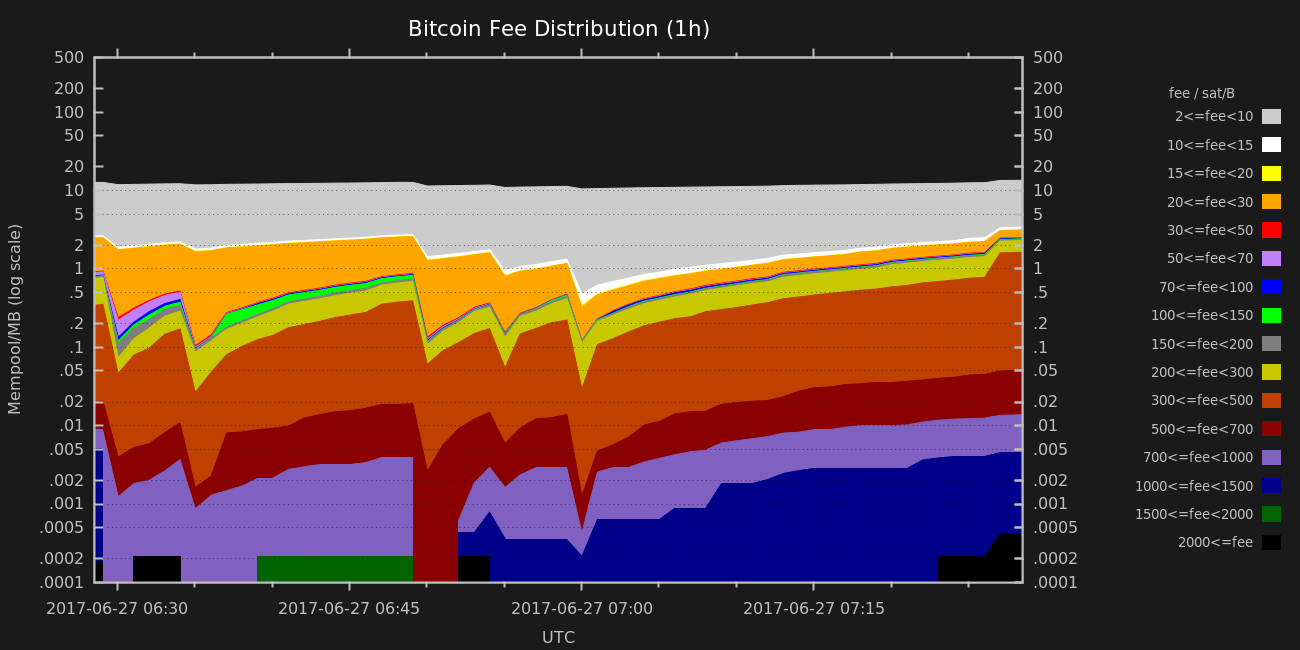 Bitcoin Fee Distribution (1h)
500 500
200 200
100 100
50 50
20 20
10 10
5 5
2 2
1 1
.5 .5
.2 .2
.1 .1
.05 .05
.02 .02
.01 .01
.005 .005
.002 .002
.001 .001
.0005 .0005
.0002 .0002
.0001 .0001
Mempool/MB (log scale)
2017-06-27 06:30 2017-06-27 06:45 2017-06-27 07:00 2017-06-27 07:15
UTC
fee / sat/B
2<=fee<10
10<=fee<15
15<=fee<20
20<=fee<30
30<=fee<50
50<=fee<70
70<=fee<100
100<=fee<150
150<=fee<200
200<=fee<300
300<=fee<500
500<=fee<700
700<=fee<1000
1000<=fee<1500
1500<=fee<2000
2000<=fee